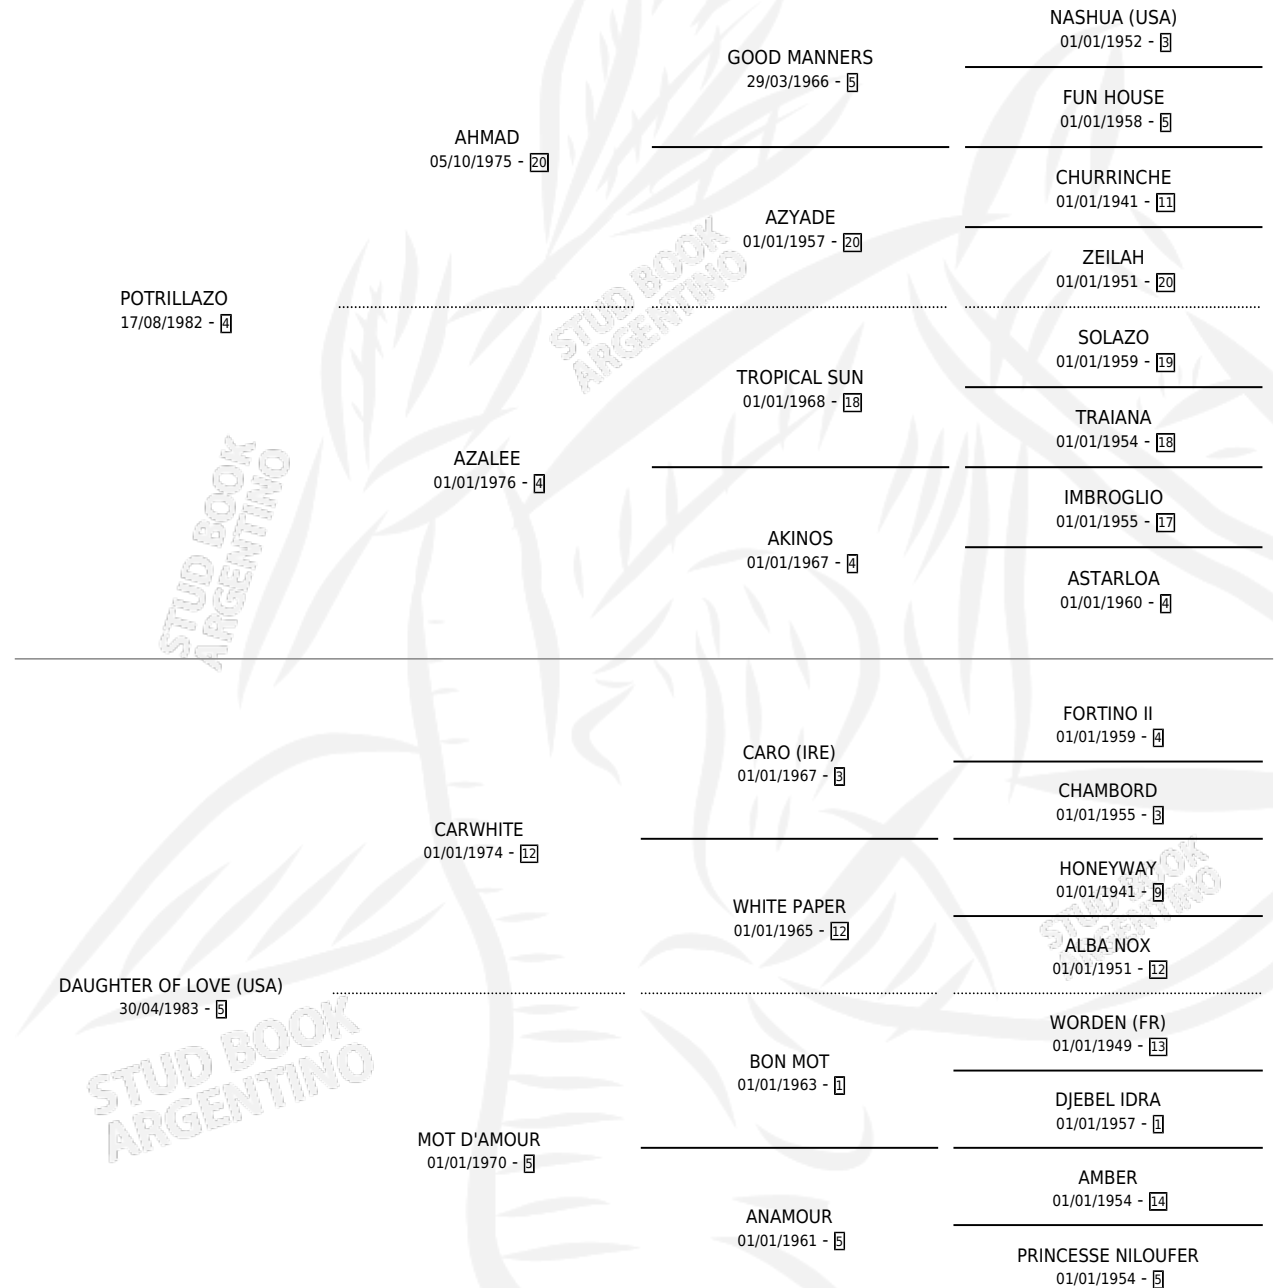 NASHUA (USA)
01/01/1952 - 3
GOOD MANNERS
29/03/1966 - 5
FUN HOUSE
01/01/1958 - 5
AHMAD
05/10/1975 - 20
CHURRINCHE
01/01/1941 - 11
AZYADE
01/01/1957 - 20
ZEILAH
01/01/1951 - 20
POTRILLAZO
17/08/1982 - 4
STUD BOOK
ARGENTINO
SOLAZO
01/01/1959 - 19
TROPICAL SUN
01/01/1968 - 18
TRAIANA
01/01/1954 - 18
AZALEE
01/01/1976 - 4
IMBROGLIO
01/01/1955 - 17
AKINOS
01/01/1967 - 4
ASTARLOA
01/01/1960 - 4
STUD BOOK
ARGENTINO
FORTINO II
01/01/1959 - 4
CARO (IRE)
01/01/1967 - 3
CHAMBORD
01/01/1955 - 3
CARWHITE
01/01/1974 - 12
HONEYWAY
01/01/1941 - 9
WHITE PAPER
01/01/1965 - 12
STUD BOOK
ARGENTINO
ALBA NOX
01/01/1951 - 12
DAUGHTER OF LOVE (USA)
30/04/1983 - 5
STUD BOOK
ARGENTINO
WORDEN (FR)
01/01/1949 - 13
BON MOT
01/01/1963 - 1
DJEBEL IDRA
01/01/1957 - 1
MOT D'AMOUR
01/01/1970 - 5
AMBER
01/01/1954 - 14
ANAMOUR
01/01/1961 - 5
PRINCESSE NILOUFER
01/01/1954 - 5